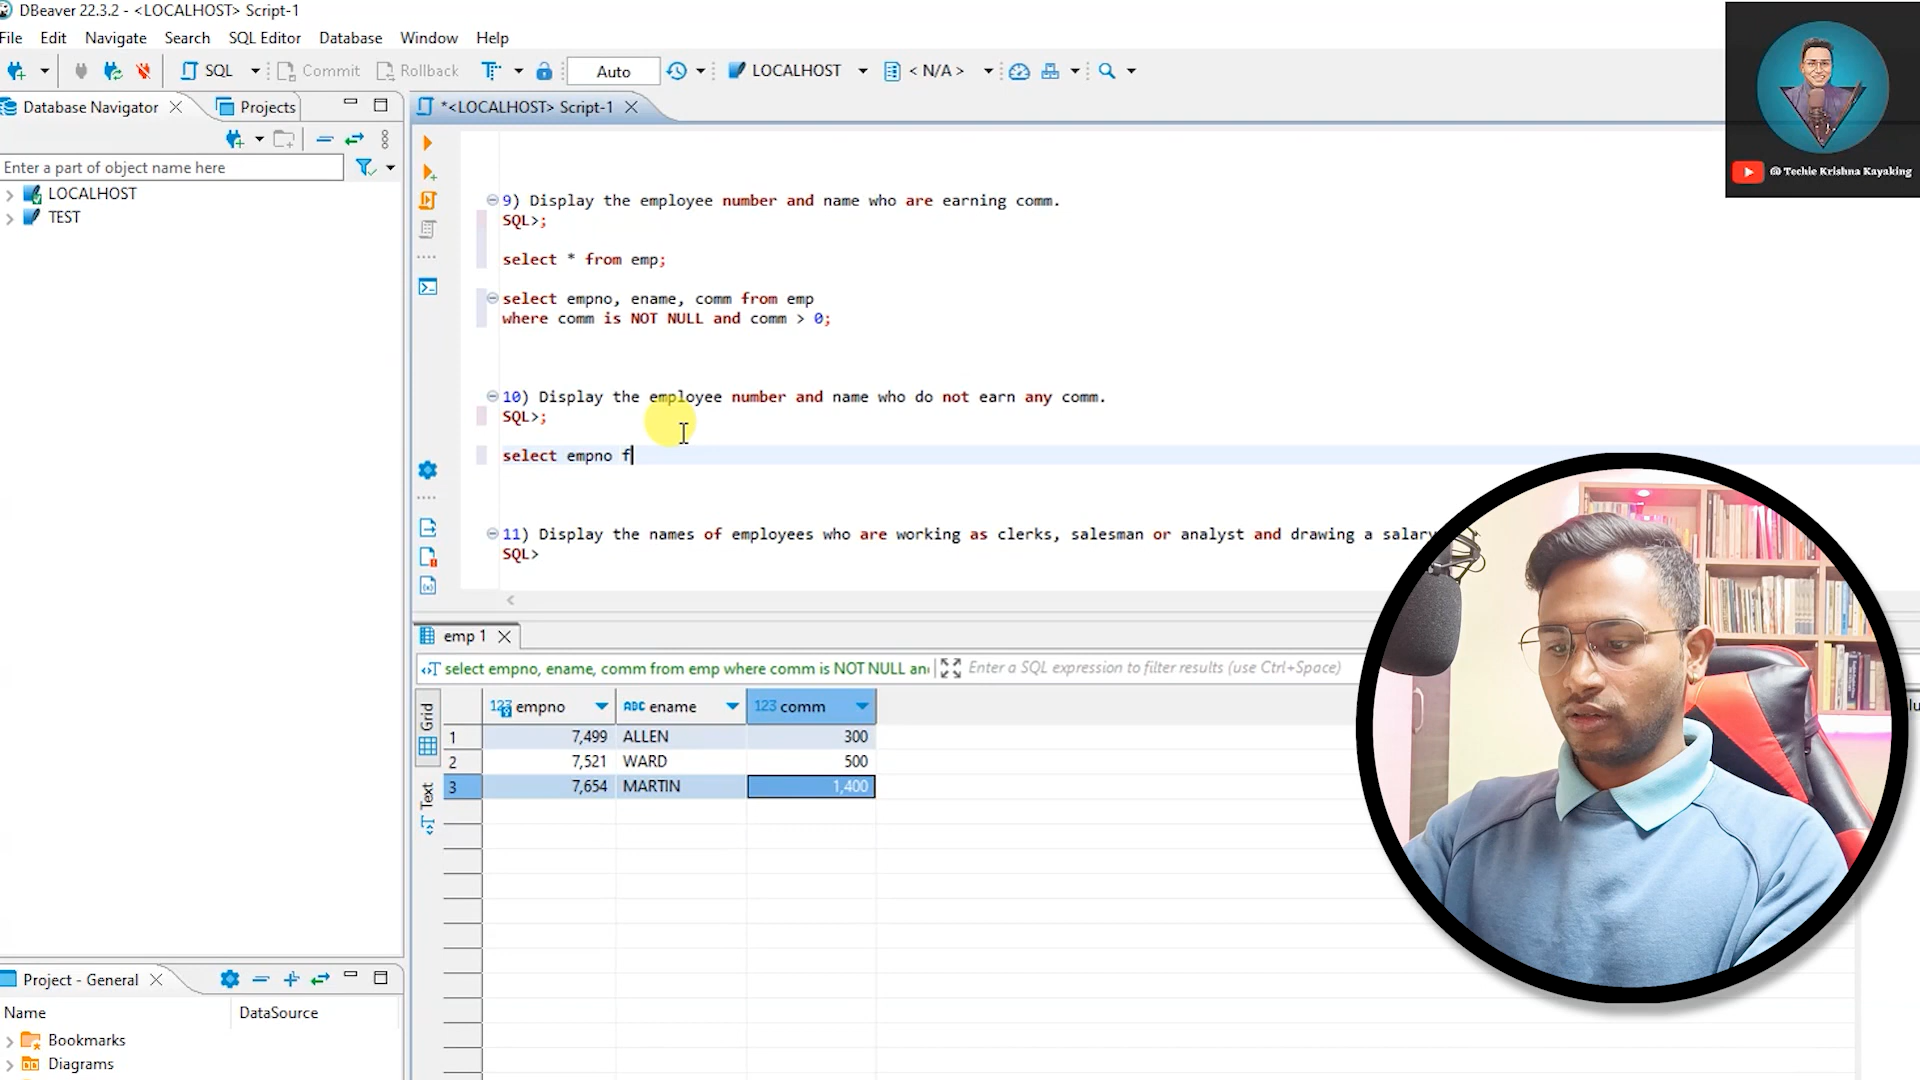 DBeaver 22.3.2 - <LOCALHOST> Script-1
File Edit Navigate Search SQL Editor Database Window Help
SQL Commit Rollback Auto LOCALHOST < N/A >
@ Techie Krishna Kayaking
Database Navigator Projects
*<LOCALHOST> Script-1
Enter a part of object name here
LOCALHOST
TEST
9) Display the employee number and name who are earning comm.
SQL>;
select * from emp;
select empno, ename, comm from emp
where comm is NOT NULL and comm > 0;
10) Display the employee number and name who do not earn any comm.
SQL>;
select empno f
11) Display the names of employees who are working as clerks, salesman or analyst and drawing a salary
SQL>
emp 1
select empno, ename, comm from emp where comm is NOT NULL an
Enter a SQL expression to filter results (use Ctrl+Space)
Grid
Text
123 empno ABC ename 123 comm
1 7,499 ALLEN 300
2 7,521 WARD 500
3 7,654 MARTIN 1,400
Project - General
Name DataSource
Bookmarks
Diagrams